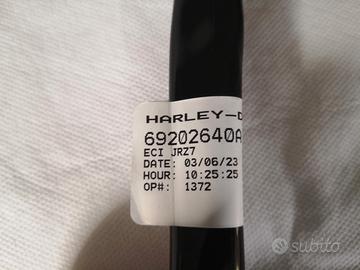 HARLEY-D
69202640A
ECI JRZ7
DATE: 03/06/23
HOUR: 10:25:25
OP#: 1372
subito